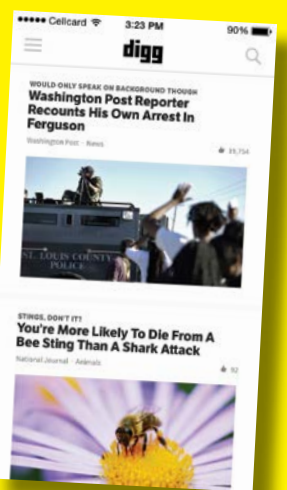 Cellcard 3:23 PM 90%
digg
WOULD ONLY SPEAK ON BACKGROUND THOUGH
Washington Post Reporter
Recounts His Own Arrest In
Ferguson
Washington Post · News
ST. LOUIS COUNTY
POLICE
STINGS, DON'T IT?
You're More Likely To Die From A
Bee Sting Than A Shark Attack
National Journal · Animals 92